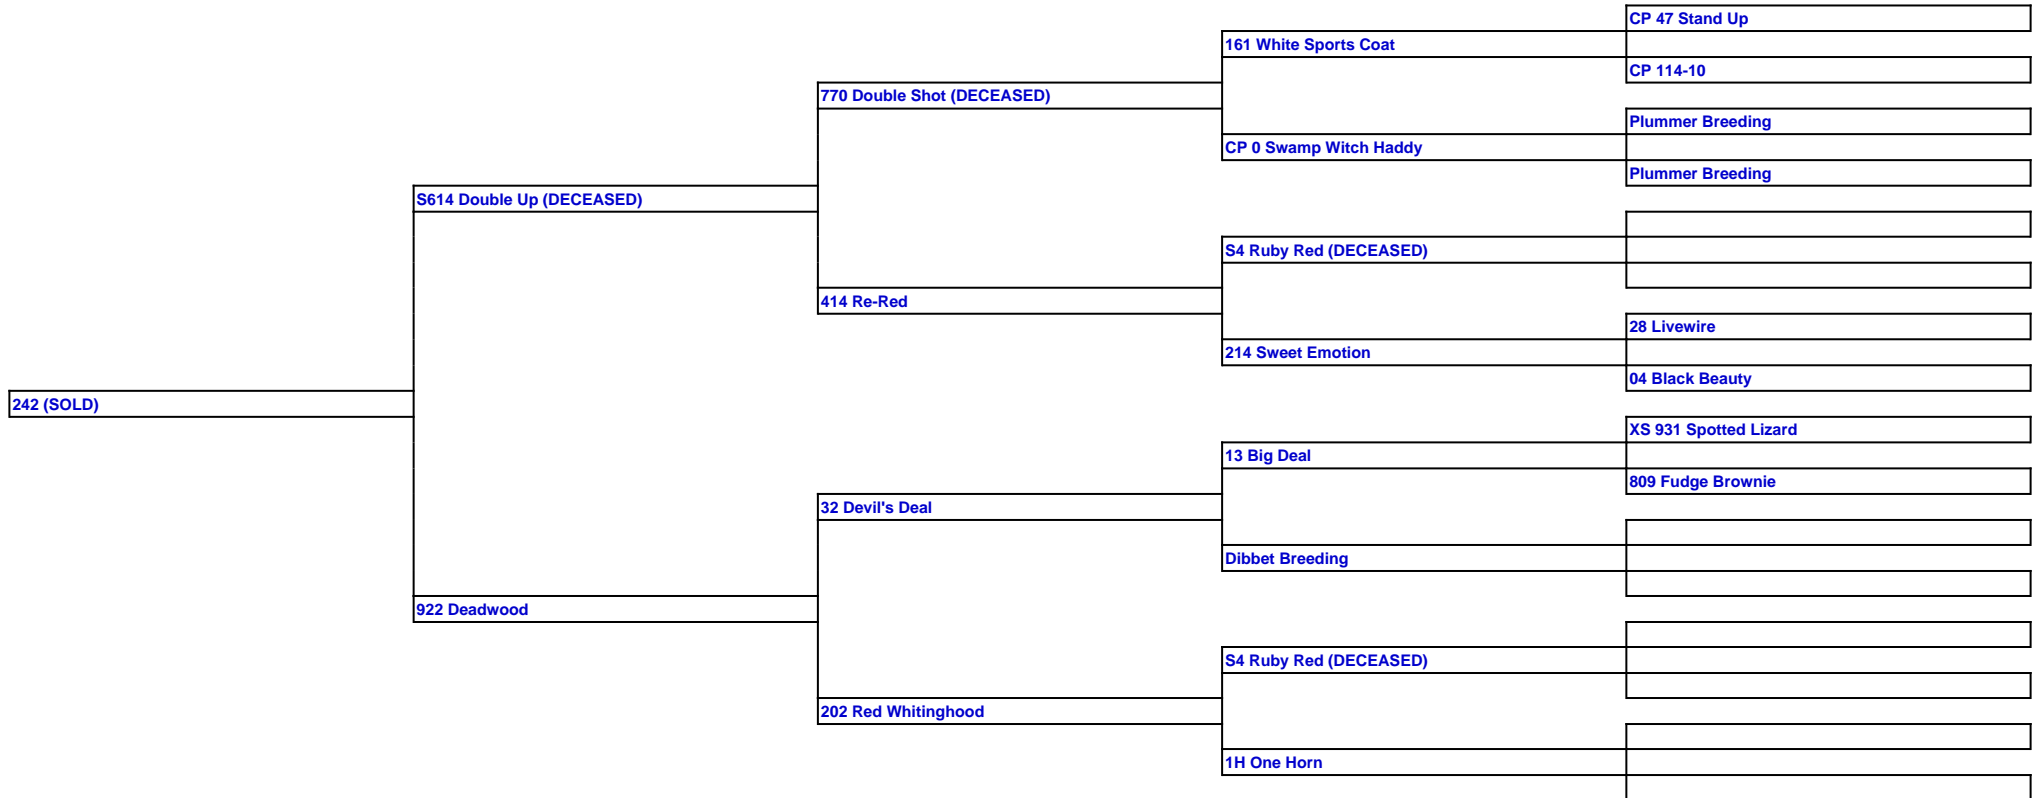 CP 47 Stand Up
161 White Sports Coat
CP 114-10
770 Double Shot (DECEASED)
Plummer Breeding
CP 0 Swamp Witch Haddy
Plummer Breeding
S614 Double Up (DECEASED)
S4 Ruby Red (DECEASED)
414 Re-Red
28 Livewire
214 Sweet Emotion
04 Black Beauty
242 (SOLD)
XS 931 Spotted Lizard
13 Big Deal
809 Fudge Brownie
32 Devil's Deal
Dibbet Breeding
922 Deadwood
S4 Ruby Red (DECEASED)
202 Red Whitinghood
1H One Horn